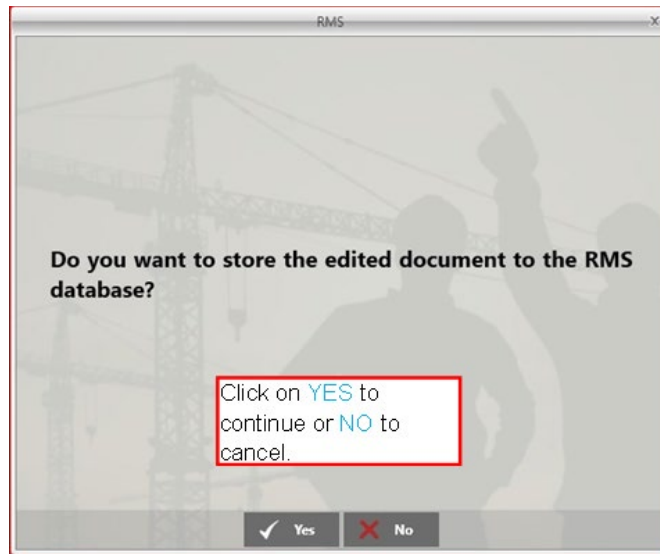 RMS
Do you want to store the edited document to the RMS
database?
Click on YES to
continue or NO to
cancel.
Yes
No